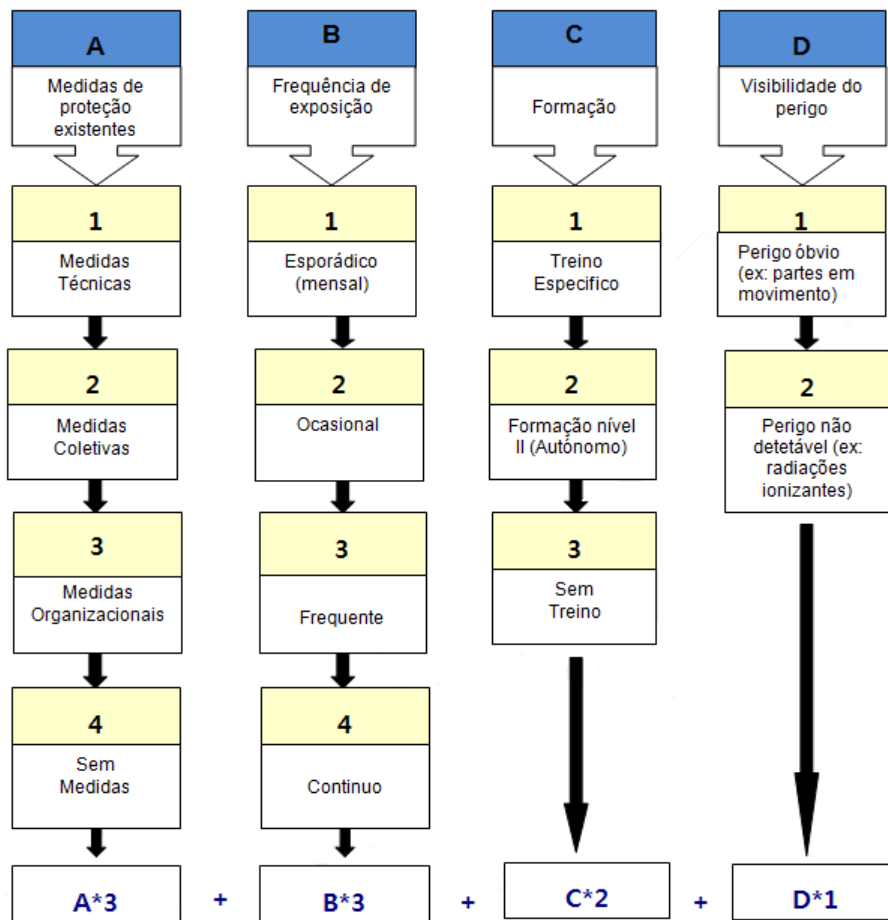 A
Medidas de
proteção
existentes
1
Medidas
Técnicas
2
Medidas
Coletivas
3
Medidas
Organizacionais
4
Sem
Medidas
A*3
+
B
Frequência de
exposição
1
Esporádico
(mensal)
2
Ocasional
3
Frequente
4
Continuo
B*3
+
C
Formação
1
Treino
Especifico
2
Formação nível
II (Autónomo)
3
Sem
Treino
C*2
+
D
Visibilidade do
perigo
1
Perigo óbvio
(ex: partes em
movimento)
2
Perigo não
detetável (ex:
radiações
ionizantes)
D*1